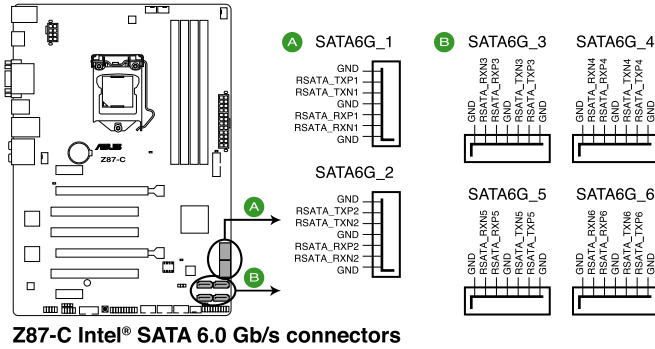 A SATA6G_1
GND
RSATA_TXP1
RSATA_TXN1
GND
RSATA_RXP1
RSATA_RXN1
GND
SATA6G_2
GND
RSATA_TXP2
RSATA_TXN2
GND
RSATA_RXP2
RSATA_RXN2
GND
B SATA6G_3
GND
RSATA_RXN3
RSATA_RXP3
GND
RSATA_TXN3
RSATA_TXP3
GND
SATA6G_4
GND
RSATA_RXN4
RSATA_RXP4
GND
RSATA_TXN4
RSATA_TXP4
GND
SATA6G_5
GND
RSATA_RXN5
RSATA_RXP5
GND
RSATA_TXN5
RSATA_TXP5
GND
SATA6G_6
GND
RSATA_RXN6
RSATA_RXP6
GND
RSATA_TXN6
RSATA_TXP6
GND
ASUS
Z87-C
A
B
Z87-C Intel® SATA 6.0 Gb/s connectors